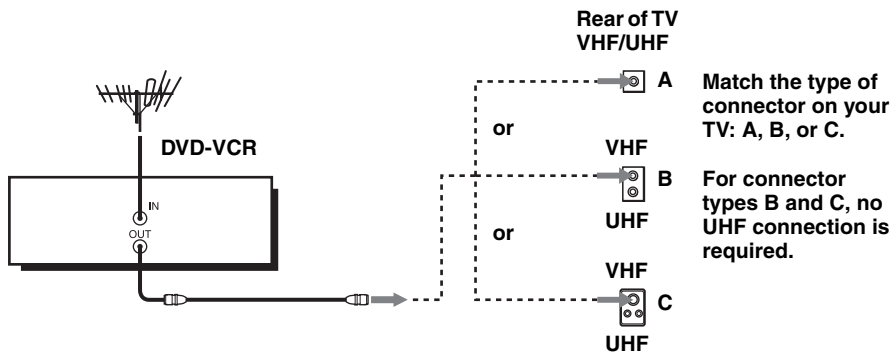 Rear of TV
VHF/UHF
A
Match the type of
connector on your
TV: A, B, or C.
or
DVD-VCR
VHF
B
For connector
types B and C, no
UHF connection is
required.
IN
OUT
UHF
or
VHF
C
UHF